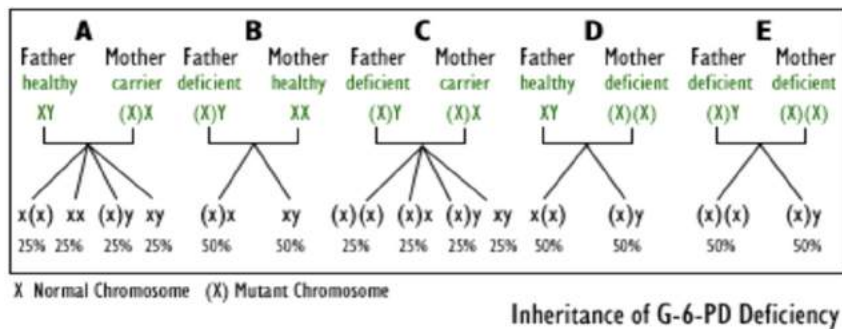 A B C D E
Father Mother Father Mother Father Mother Father Mother Father Mother
healthy carrier deficient healthy deficient carrier healthy deficient deficient deficient
XY (X)X (X)Y XX (X)Y (X)X XY (X)(X) (X)Y (X)(X)
x(x) xx (x)y xy (x)x xy (x)(x) (x)x (x)y xy x(x) (x)y (x)(x) (x)y
25% 25% 25% 25% 50% 50% 25% 25% 25% 25% 50% 50% 50% 50%
X Normal Chromosome (X) Mutant Chromosome
Inheritance of G-6-PD Deficiency